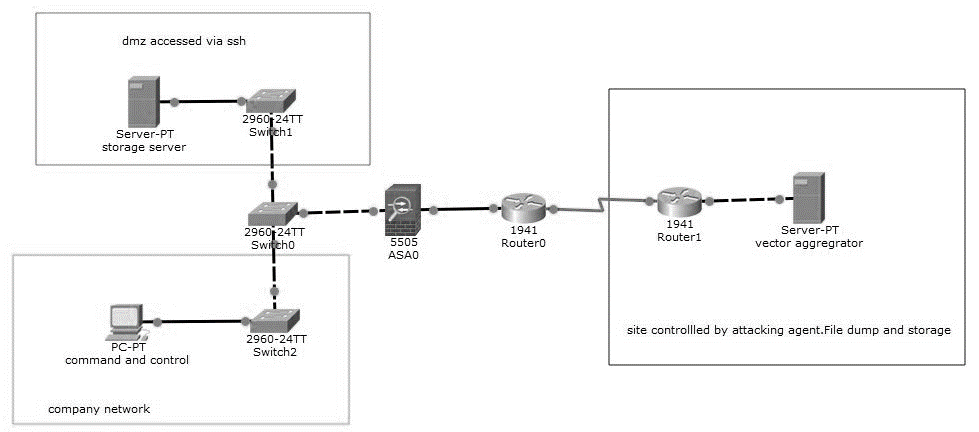 dmz accessed via ssh
Server-PT
storage server
2960-24TT
Switch1
2960-24TT
Switch0
5505
ASA0
1941
Router0
1941
Router1
Server-PT
vector aggregrator
PC-PT
command and control
2960-24TT
Switch2
site controllled by attacking agent.File dump and storage
company network